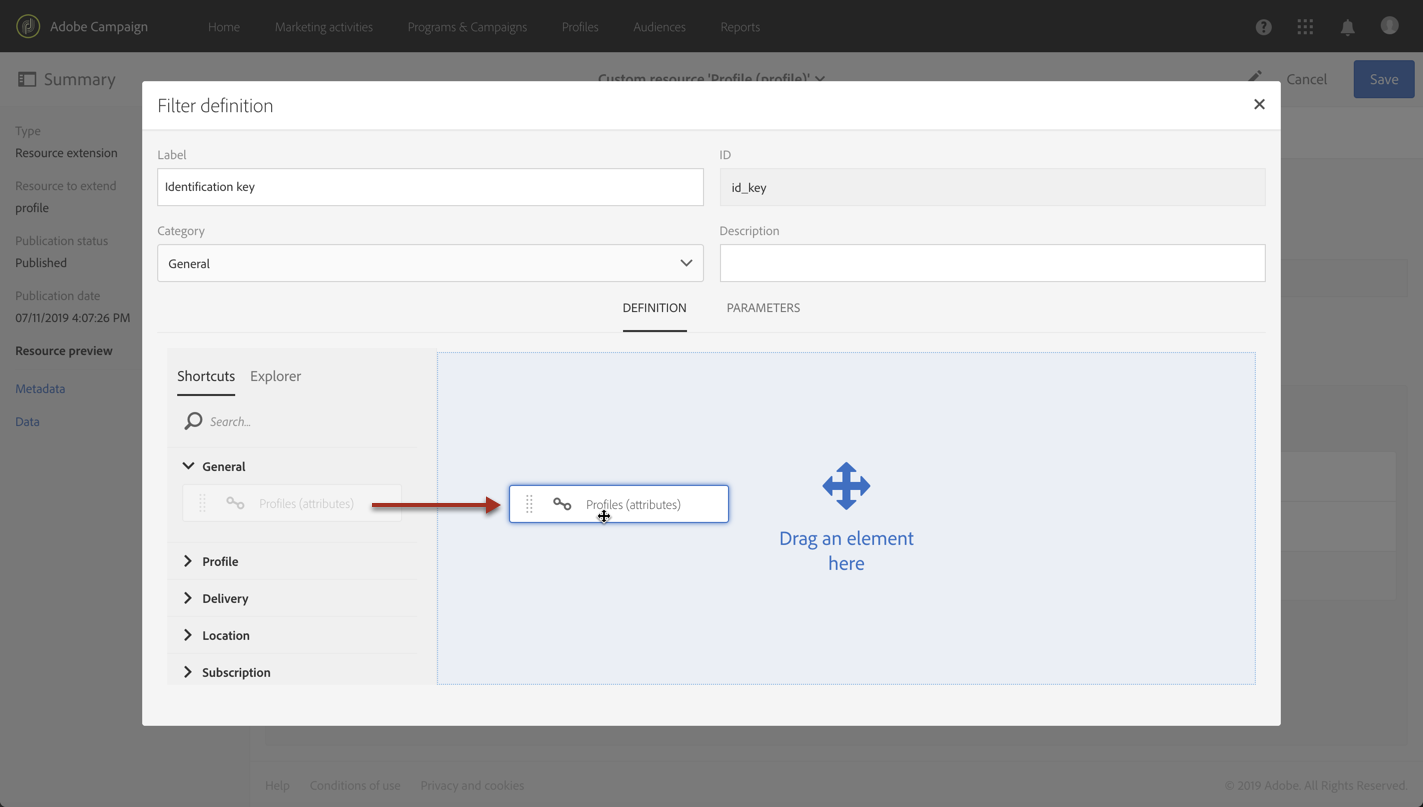 Adobe Campaign
Home
Marketing activities
Programs & Campaigns
Profiles
Audiences
Reports
Summary
Custom resource 'Profile (profile)'
Cancel
Save
Type
Resource extension
Resource to extend
profile
Publication status
Published
Publication date
07/11/2019 4:07:26 PM
Resource preview
Metadata
Data
Filter definition
Label
Identification key
ID
id_key
Category
General
Description
DEFINITION
PARAMETERS
Shortcuts
Explorer
Search...
General
Profiles (attributes)
Profile
Delivery
Location
Subscription
Profiles (attributes)
Drag an element
here
Help
Conditions of use
Privacy and cookies
© 2019 Adobe. All Rights Reserved.